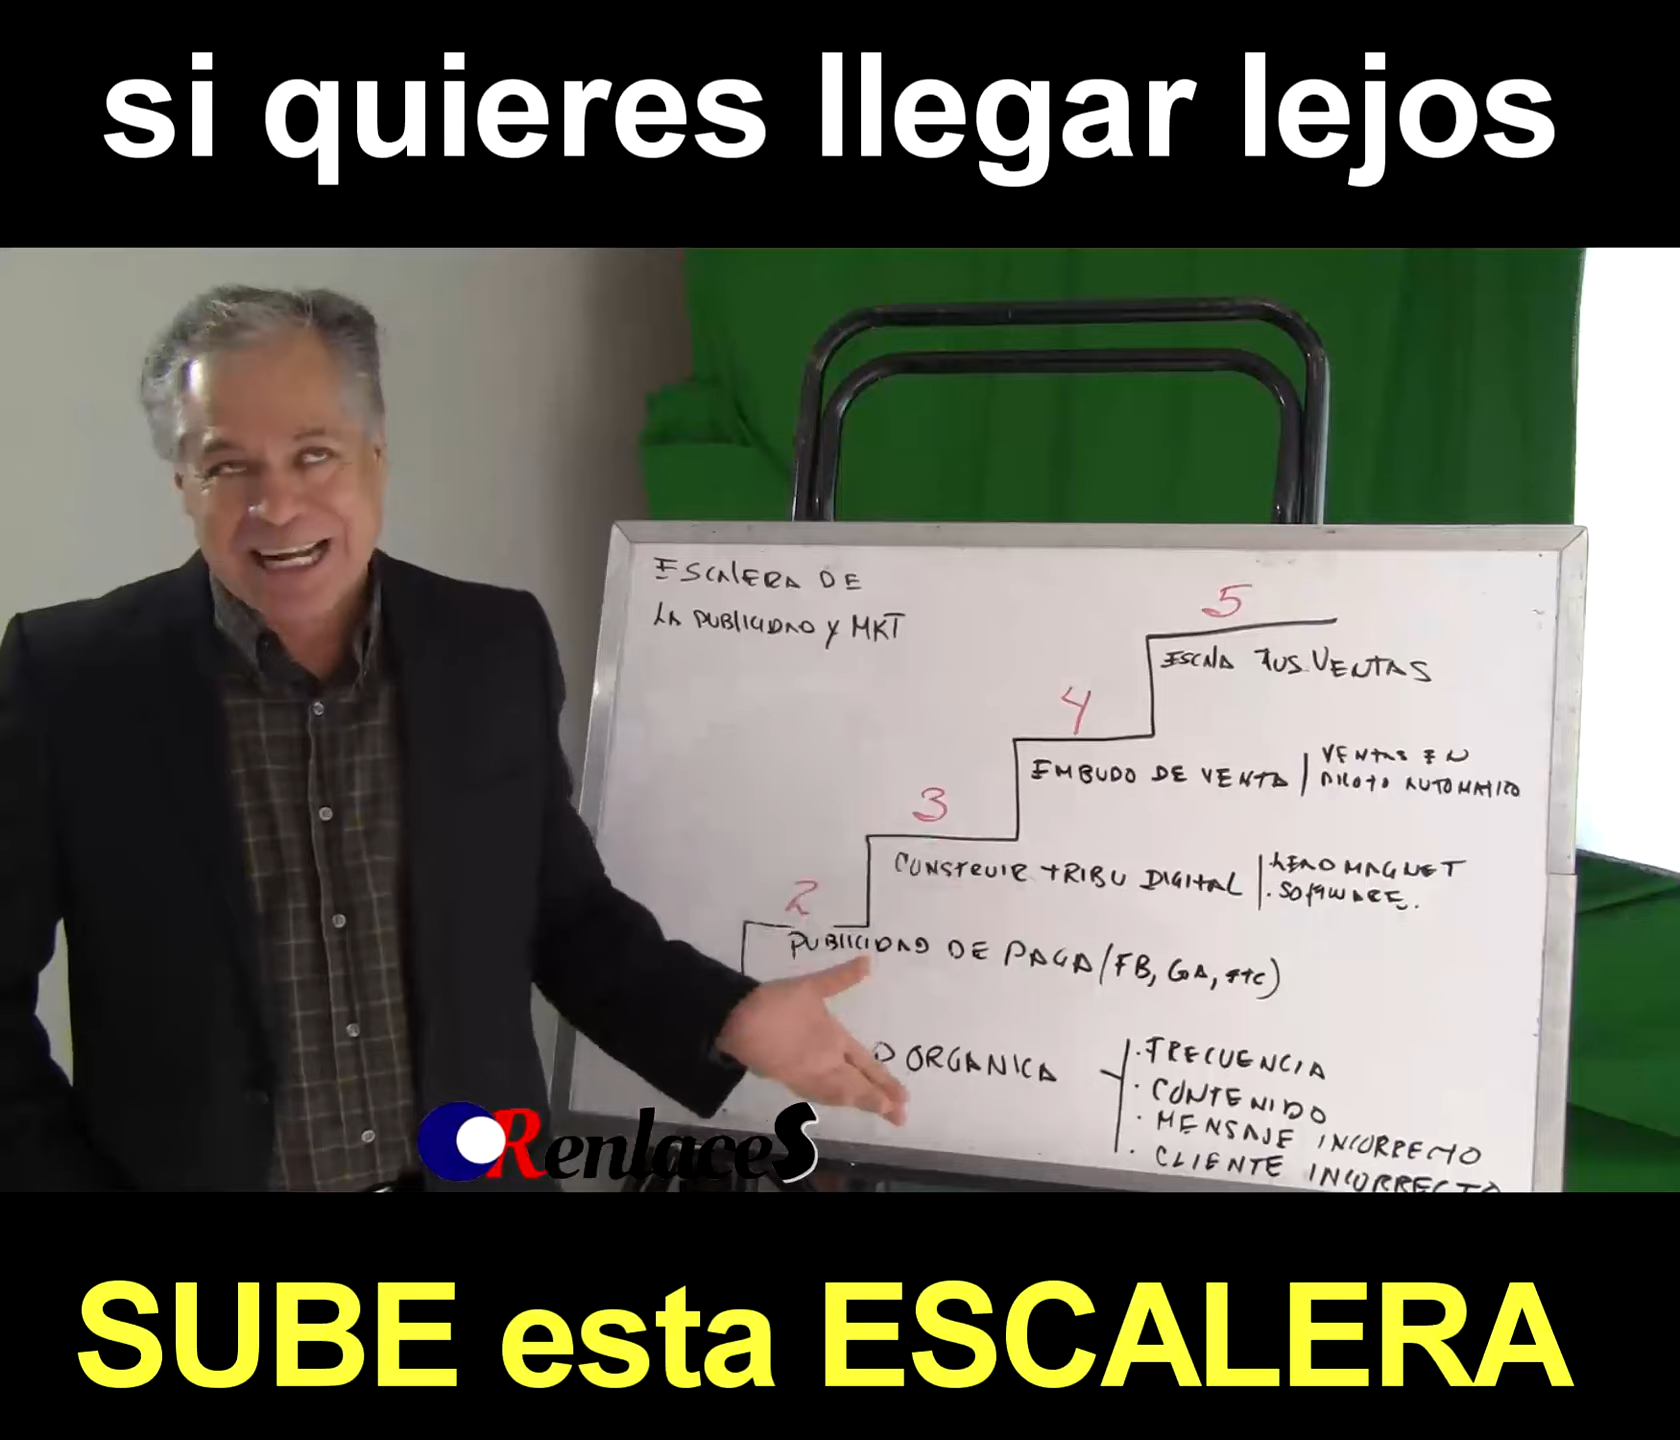 si quieres llegar lejos
ESCALERA DE
LA PUBLICIDAD Y MKT
5
ESCALA TUS VENTAS
4
EMBUDO DE VENTA / VENTAS EN
PILOTO AUTOMATICO
3
CONSTRUIR TRIBU DIGITAL | LEAD MAGNET
. SOFTWARE.
2
PUBLICIDAD DE PAGA (FB, GA, ETC)
D ORGANICA
. FRECUENCIA
. CONTENIDO
. MENSAJE INCORRECTO
. CLIENTE INCORRECTO
RenlaceS
SUBE esta ESCALERA